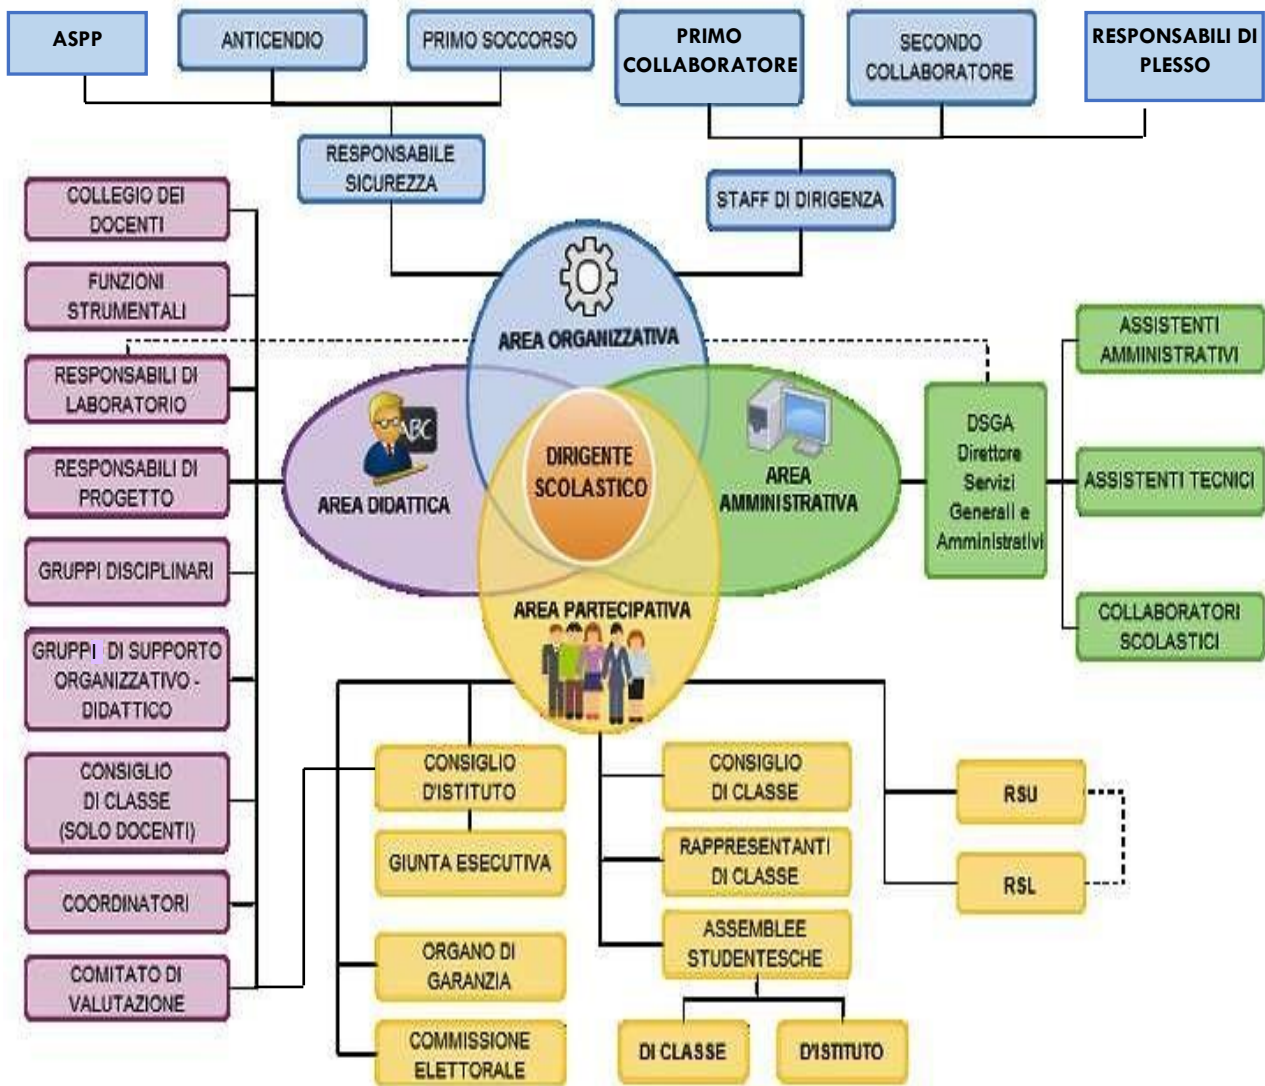 ASPP
ANTICENDIO
PRIMO SOCCORSO
PRIMO
COLLABORATORE
SECONDO
COLLABORATORE
RESPONSABILI DI
PLESSO
RESPONSABILE
SICUREZZA
STAFF DI DIRIGENZA
COLLEGIO DEI
DOCENTI
FUNZIONI
STRUMENTALI
RESPONSABILI DI
LABORATORIO
RESPONSABILI DI
PROGETTO
GRUPPI DISCIPLINARI
GRUPPI DI SUPPORTO
ORGANIZZATIVO -
DIDATTICO
CONSIGLIO
DI CLASSE
(SOLO DOCENTI)
COORDINATORI
COMITATO DI
VALUTAZIONE
AREA ORGANIZZATIVA
ABC
AREA DIDATTICA
DIRIGENTE
SCOLASTICO
AREA
AMMINISTRATIVA
AREA PARTECIPATIVA
DSGA
Direttore
Servizi
Generali e
Amministrativi
ASSISTENTI
AMMINISTRATIVI
ASSISTENTI TECNICI
COLLABORATORI
SCOLASTICI
CONSIGLIO
D'ISTITUTO
GIUNTA ESECUTIVA
ORGANO DI
GARANZIA
COMMISSIONE
ELETTORALE
CONSIGLIO
DI CLASSE
RAPPRESENTANTI
DI CLASSE
ASSEMBLEE
STUDENTESCHE
DI CLASSE
D'ISTITUTO
RSU
RSL